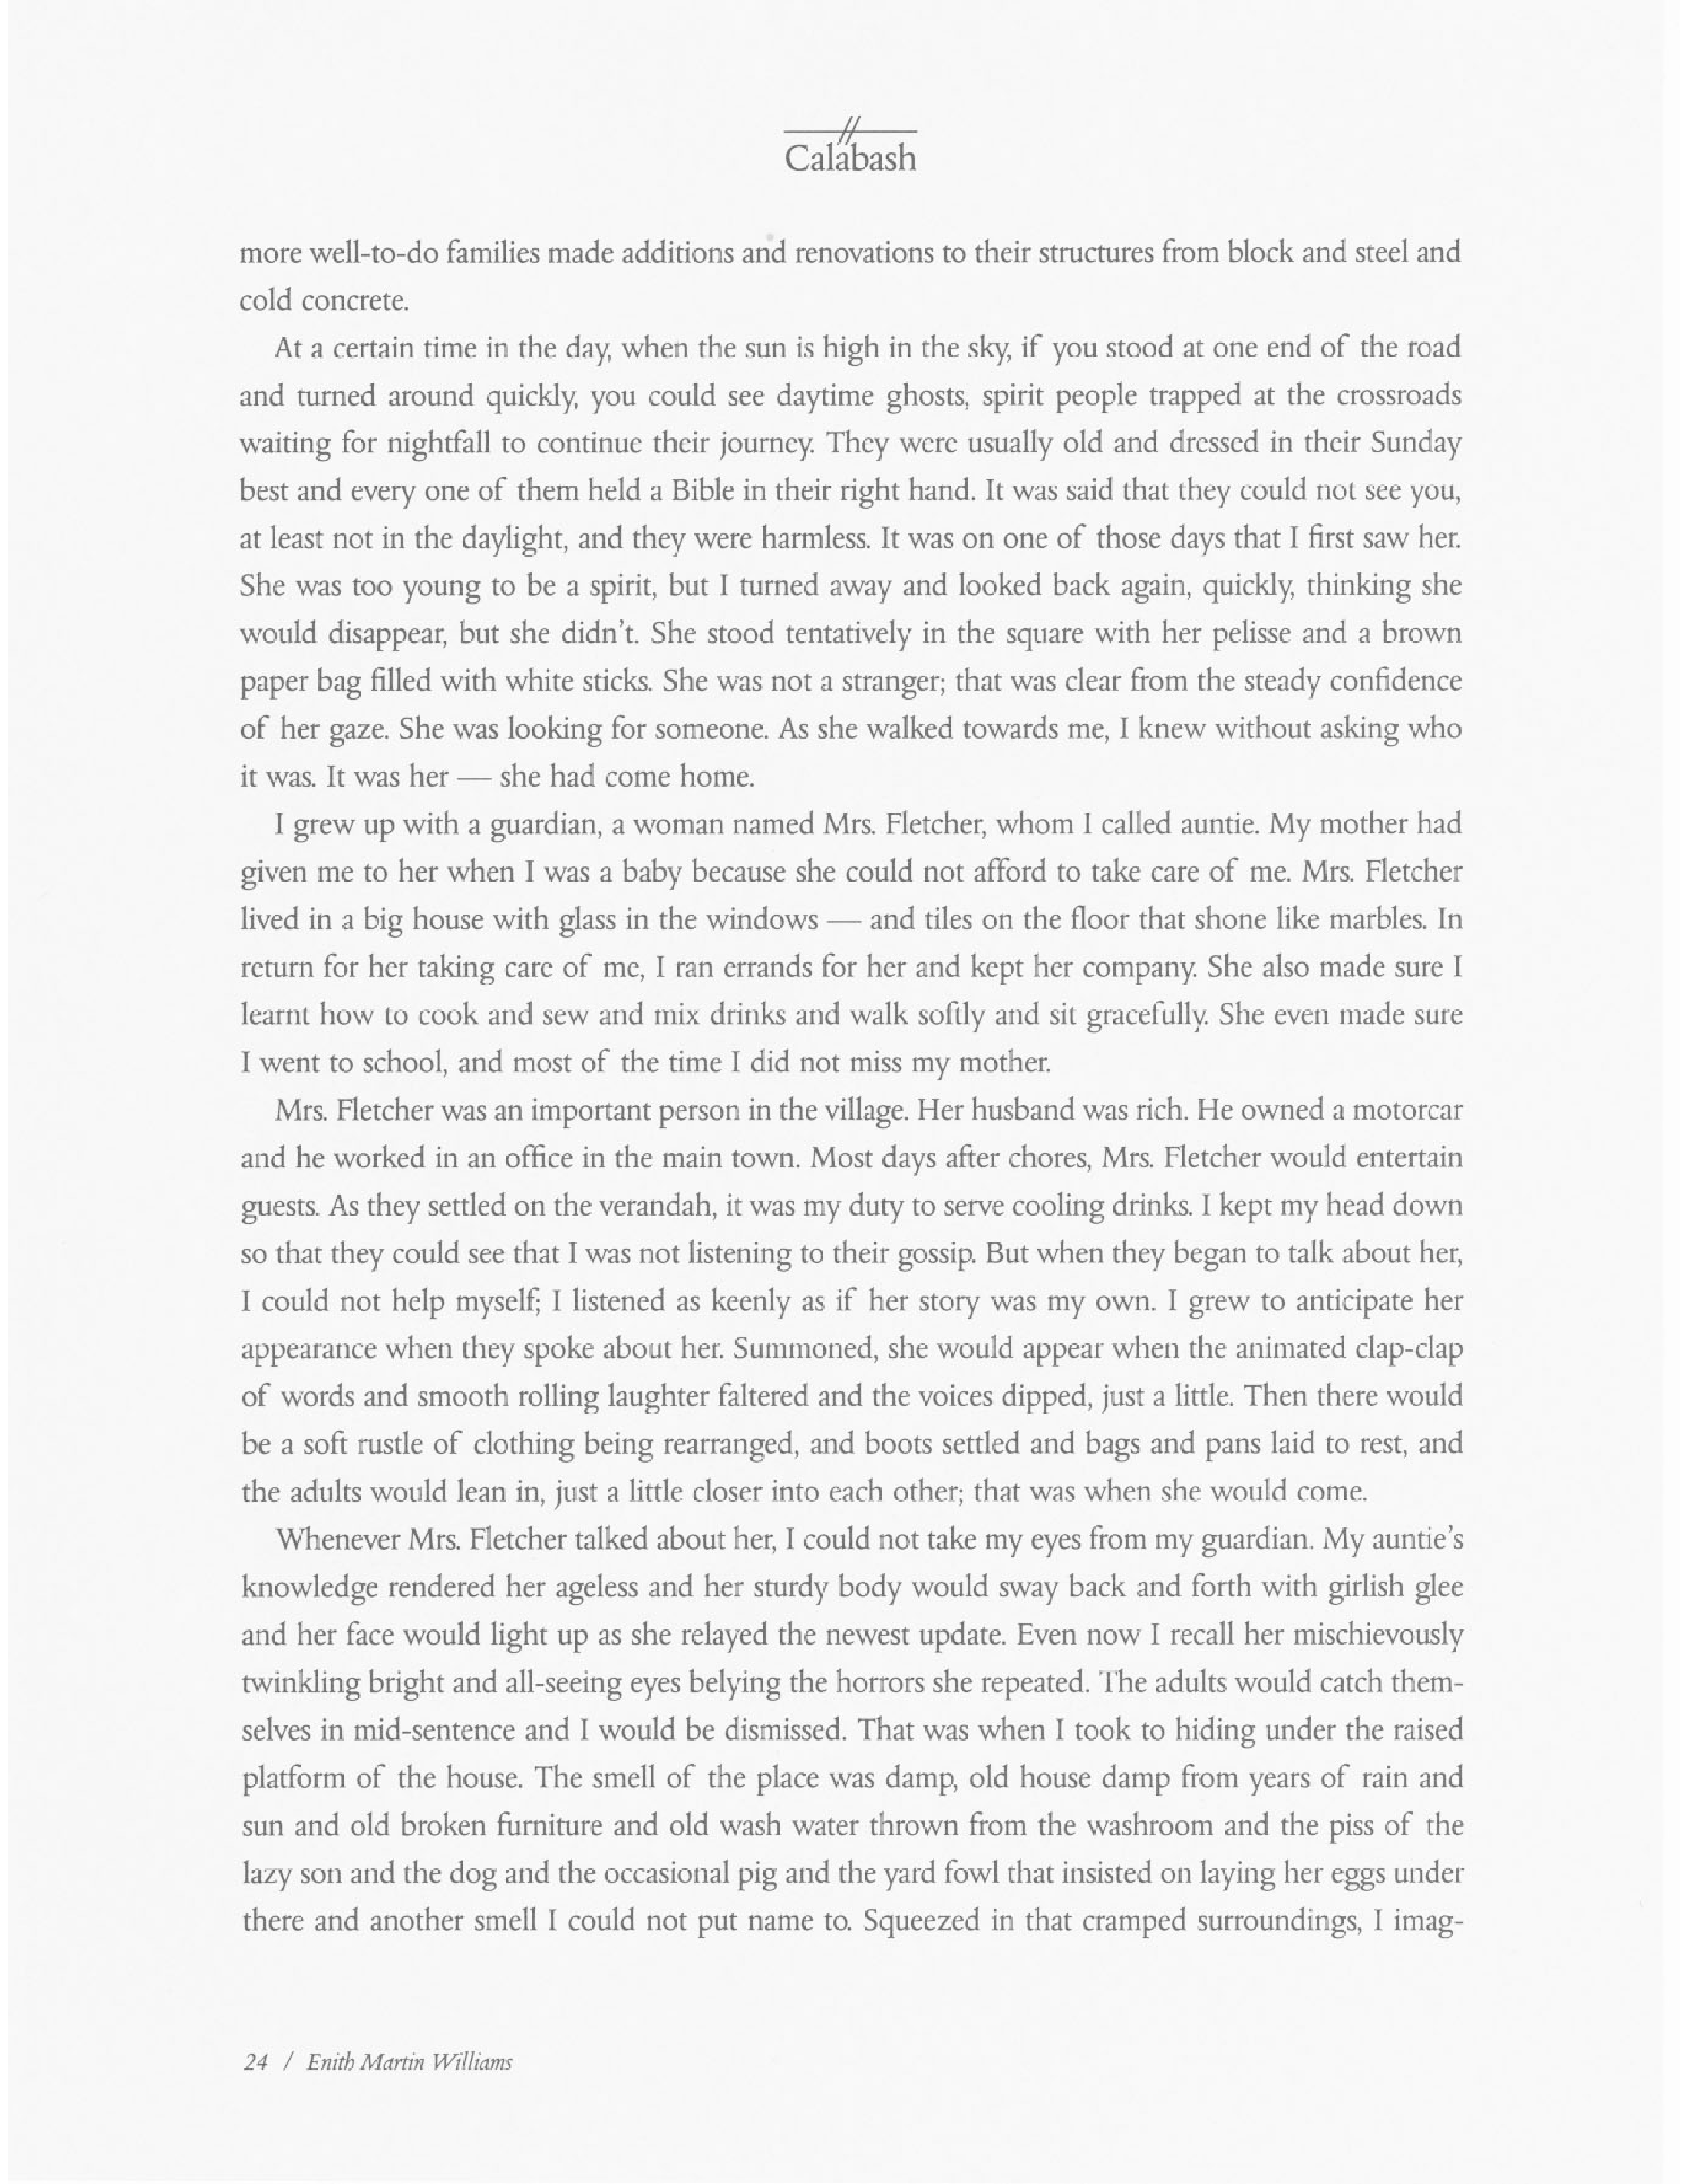 Calabash
more well-to-do families made additions and renovations to their structures from block and steel and
cold concrete.
At a certain time in the day, when the sun is high in the sky, if you stood at one end of the road
and turned around quickly, you could see daytime ghosts, spirit people trapped at the crossroads
waiting for nightfall to continue their journey. They were usually old and dressed in their Sunday
best and every one of them held a Bible in their right hand. It was said that they could not see you,
at least not in the daylight, and they were harmless. It was on one of those days that I first saw her.
She was too young to be a spirit, but I turned away and looked back again, quickly, thinking she
would disappear, but she didn't. She stood tentatively in the square with her pelisse and a brown
paper bag filled with white sticks. She was not a stranger; that was clear from the steady confidence
of her gaze. She was looking for someone. As she walked towards me, I knew without asking who
it was. It was her — she had come home.
I grew up with a guardian, a woman named Mrs. Fletcher, whom I called auntie. My mother had
given me to her when I was a baby because she could not afford to take care of me. Mrs. Fletcher
lived in a big house with glass in the windows — and tiles on the floor that shone like marbles. In
return for her taking care of me, I ran errands for her and kept her company. She also made sure I
learnt how to cook and sew and mix drinks and walk softly and sit gracefully. She even made sure
I went to school, and most of the time I did not miss my mother.
Mrs. Fletcher was an important person in the village. Her husband was rich. He owned a motorcar
and he worked in an office in the main town. Most days after chores, Mrs. Fletcher would entertain
guests. As they settled on the verandah, it was my duty to serve cooling drinks. I kept my head down
so that they could see that I was not listening to their gossip. But when they began to talk about her,
I could not help myself; I listened as keenly as if her story was my own. I grew to anticipate her
appearance when they spoke about her. Summoned, she would appear when the animated clap-clap
of words and smooth rolling laughter faltered and the voices dipped, just a little. Then there would
be a soft rustle of clothing being rearranged, and boots settled and bags and pans laid to rest, and
the adults would lean in, just a little closer into each other; that was when she would come.
Whenever Mrs. Fletcher talked about her, I could not take my eyes from my guardian. My auntie's
knowledge rendered her ageless and her sturdy body would sway back and forth with girlish glee
and her face would light up as she relayed the newest update. Even now I recall her mischievously
twinkling bright and all-seeing eyes belying the horrors she repeated. The adults would catch them-
selves in mid-sentence and I would be dismissed. That was when I took to hiding under the raised
platform of the house. The smell of the place was damp, old house damp from years of rain and
sun and old broken furniture and old wash water thrown from the washroom and the piss of the
lazy son and the dog and the occasional pig and the yard fowl that insisted on laying her eggs under
there and another smell I could not put name to. Squeezed in that cramped surroundings, I imag-
24 / Enith Martin Williams